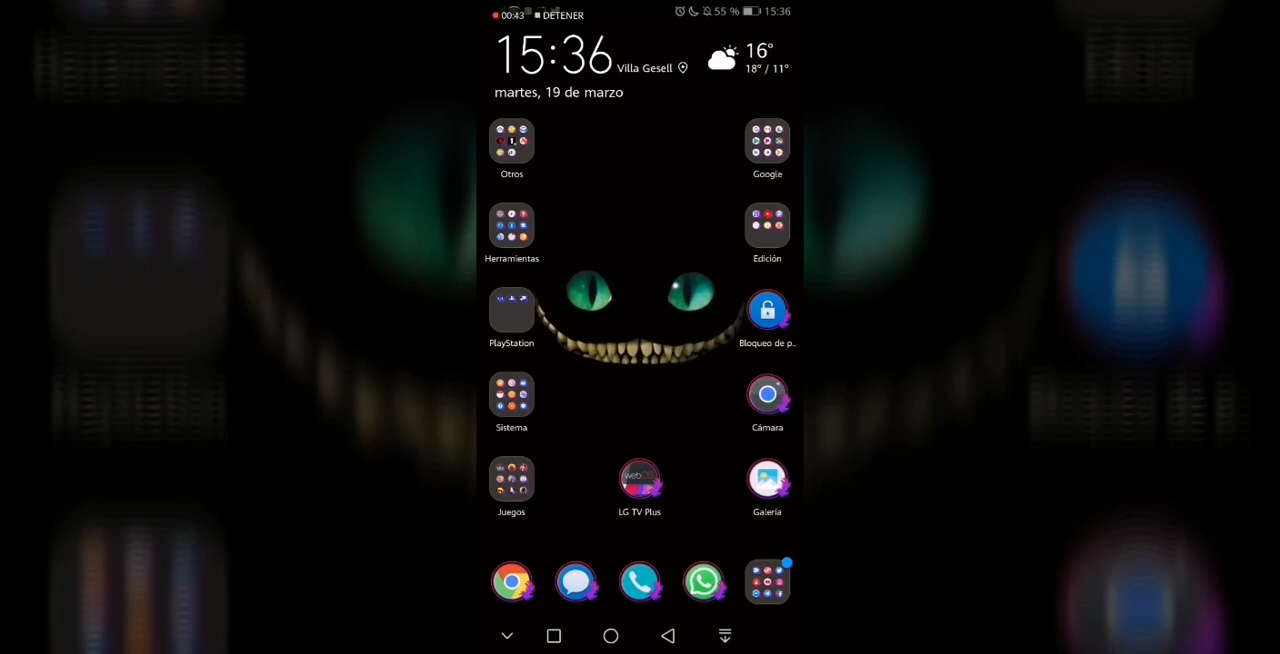 00:43 DETENER
55 % 15:36
15:36
Villa Gesell
16°
18° / 11°
martes, 19 de marzo
Otros
Google
Herramientas
Edición
PlayStation
Bloqueo de p..
Sistema
Cámara
webOS
Juegos
LG TV Plus
Galería